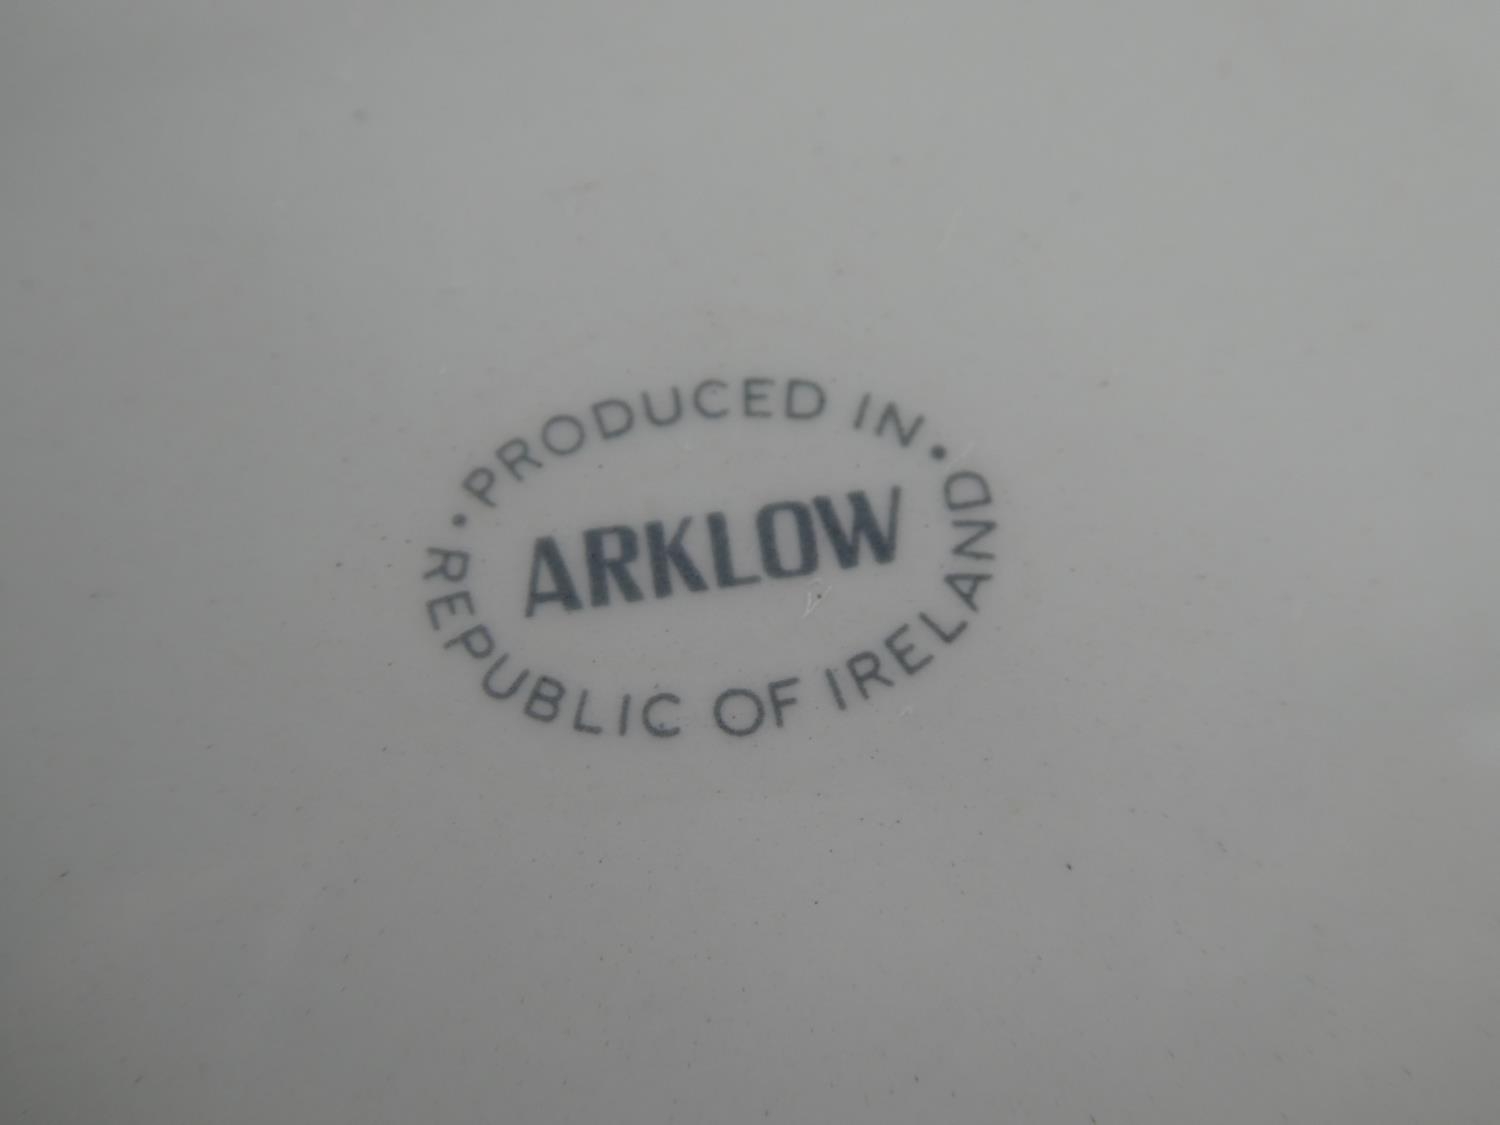 • PRODUCED IN •
ARKLOW
REPUBLIC OF IRELAND